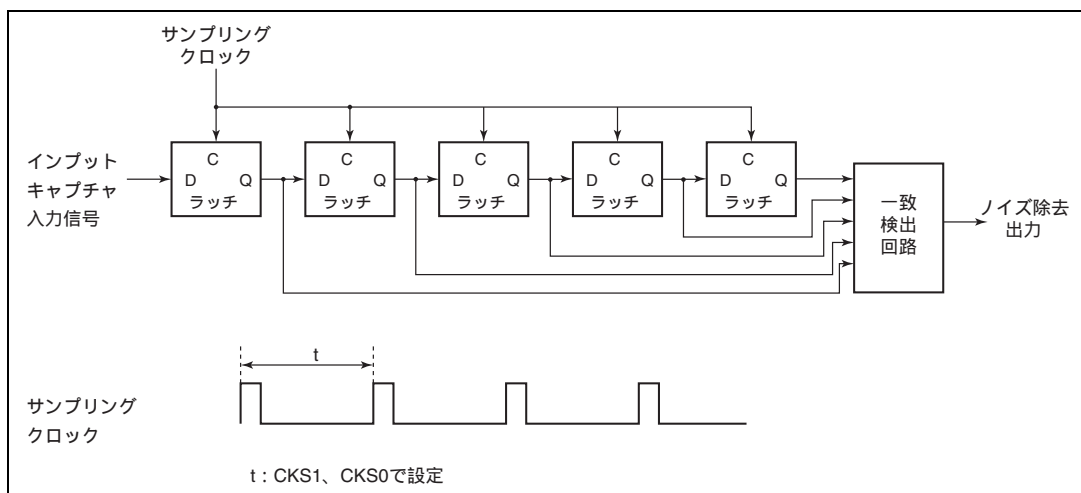 サンプリング
クロック
インプット
キャプチャ
入力信号
C
D Q
ラッチ
C
D Q
ラッチ
C
D Q
ラッチ
C
D Q
ラッチ
C
D Q
ラッチ
一致
検出
回路
ノイズ除去
出力
t
サンプリング
クロック
t：CKS1、CKS0で設定